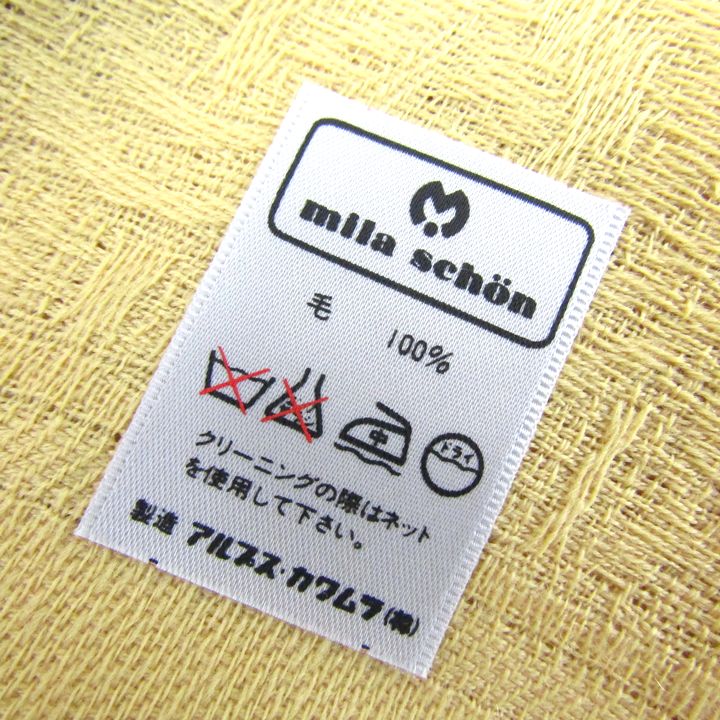 mila schön
毛 100%
中 ドライ
クリーニングの際はネット
を使用して下さい。
製造 アルプス・カワムラ(株)